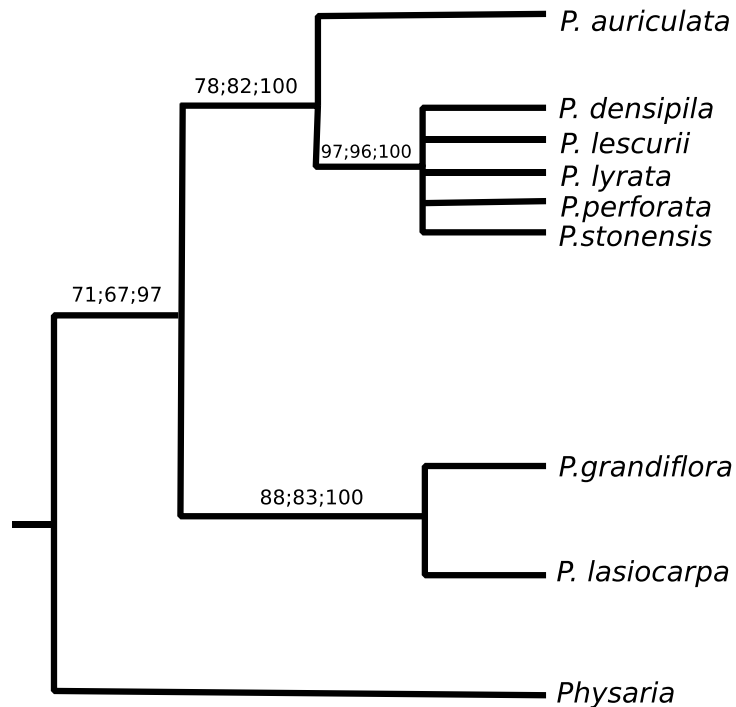 P. auriculata
78;82;100
P. densipila
P. lescurii
97;96;100
P. lyrata
P.perforata
P.stonensis
71;67;97
P.grandiflora
88;83;100
P. lasiocarpa
Physaria